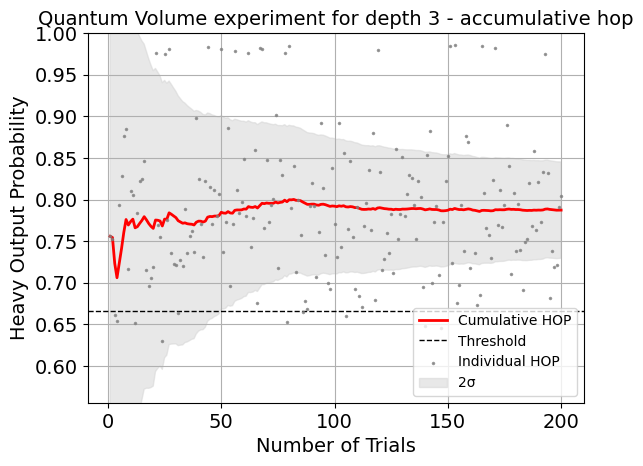 Quantum Volume experiment for depth 3 - accumulative hop
1.00
0.95
0.90
0.85
0.80
0.75
0.70
0.65
0.60
Heavy Output Probability
Cumulative HOP
Threshold
Individual HOP
2σ
0 50 100 150 200
Number of Trials